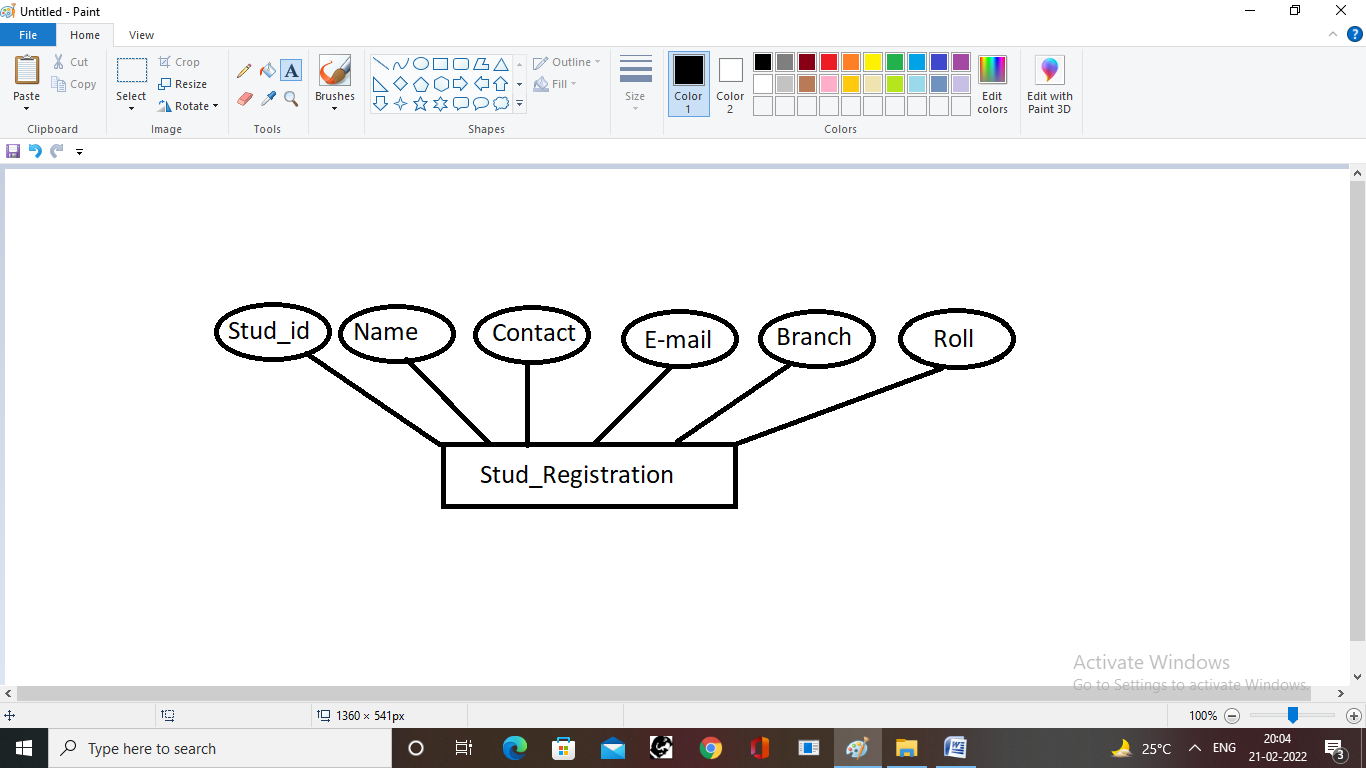 Untitled - Paint
File Home View
Paste
Cut
Copy
Clipboard
Select
Crop
Resize
Rotate
Image
A
Tools
Brushes
Shapes
Outline
Fill
Size
Color 1
Color 2
Colors
Edit colors
Edit with Paint 3D
Stud_id Name Contact E-mail Branch Roll
Stud_Registration
Activate Windows
Go to Settings to activate Windows.
1360 × 541px
100%
Type here to search
25°C
ENG
20:04
21-02-2022
3